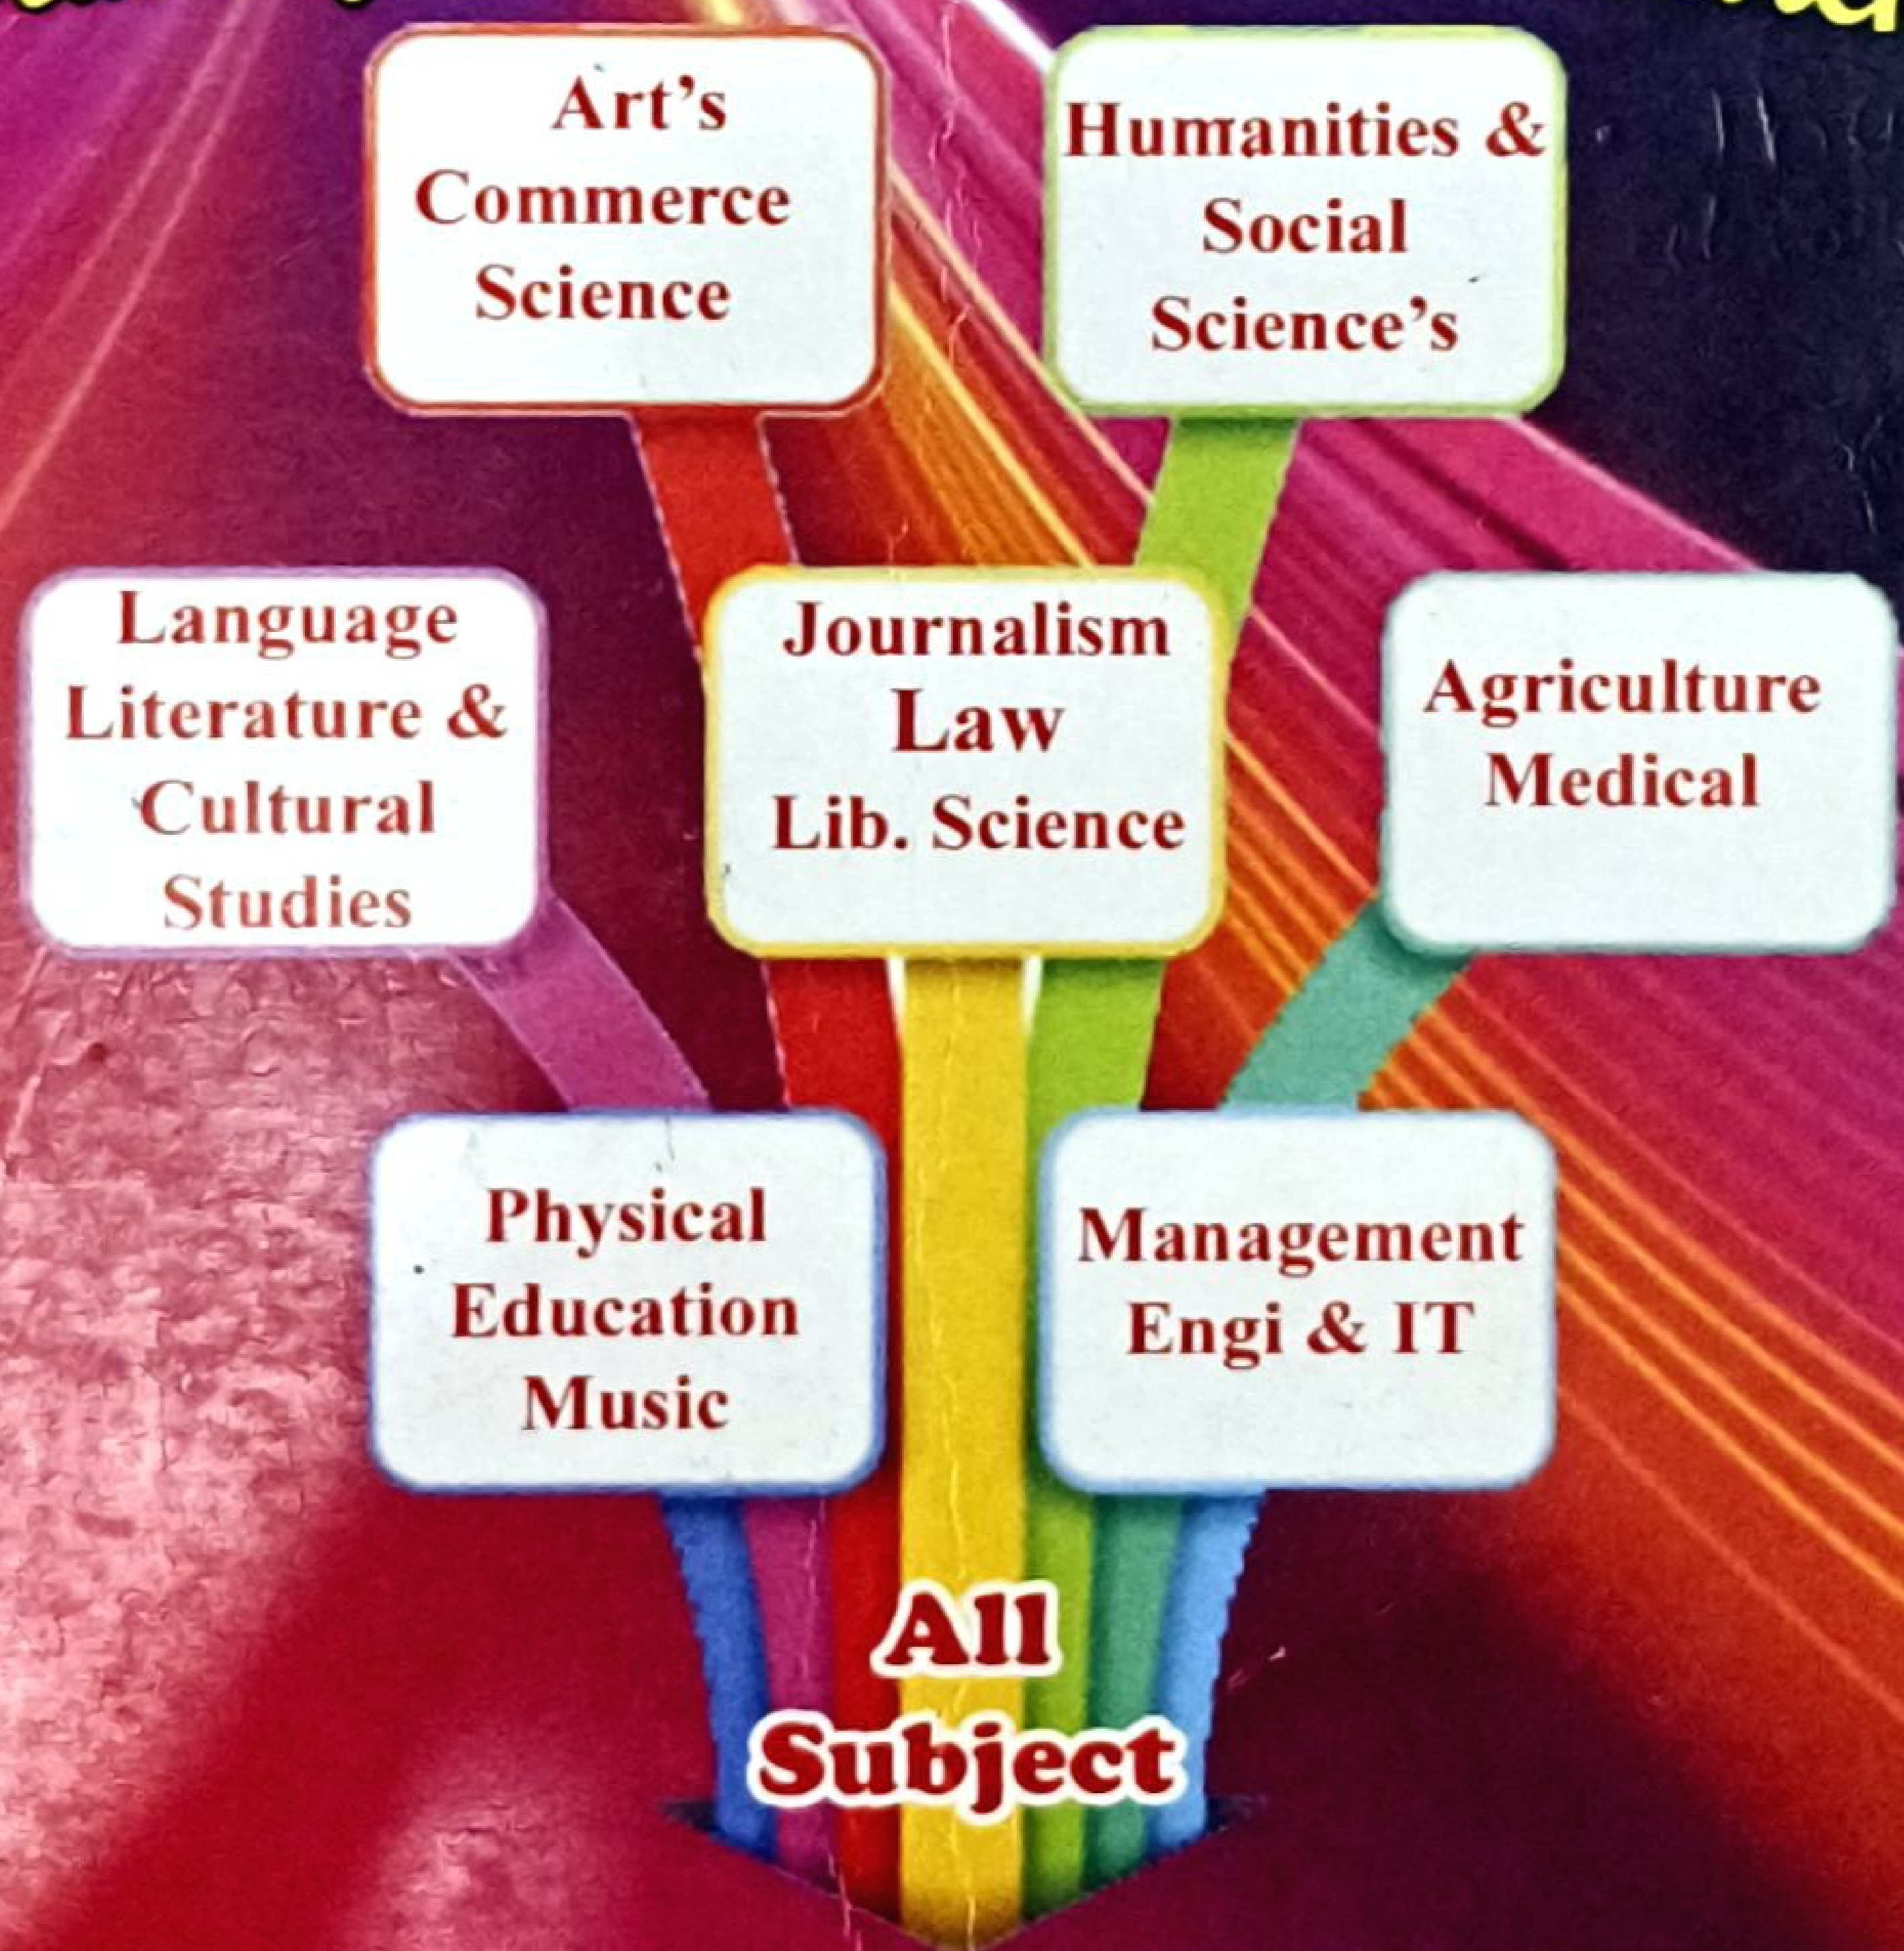 Art's
Commerce
Science
Humanities &
Social
Science's
Language
Literature &
Cultural
Studies
Journalism
Law
Lib. Science
Agriculture
Medical
Physical
Education
Music
Management
Engi & IT
All
Subject